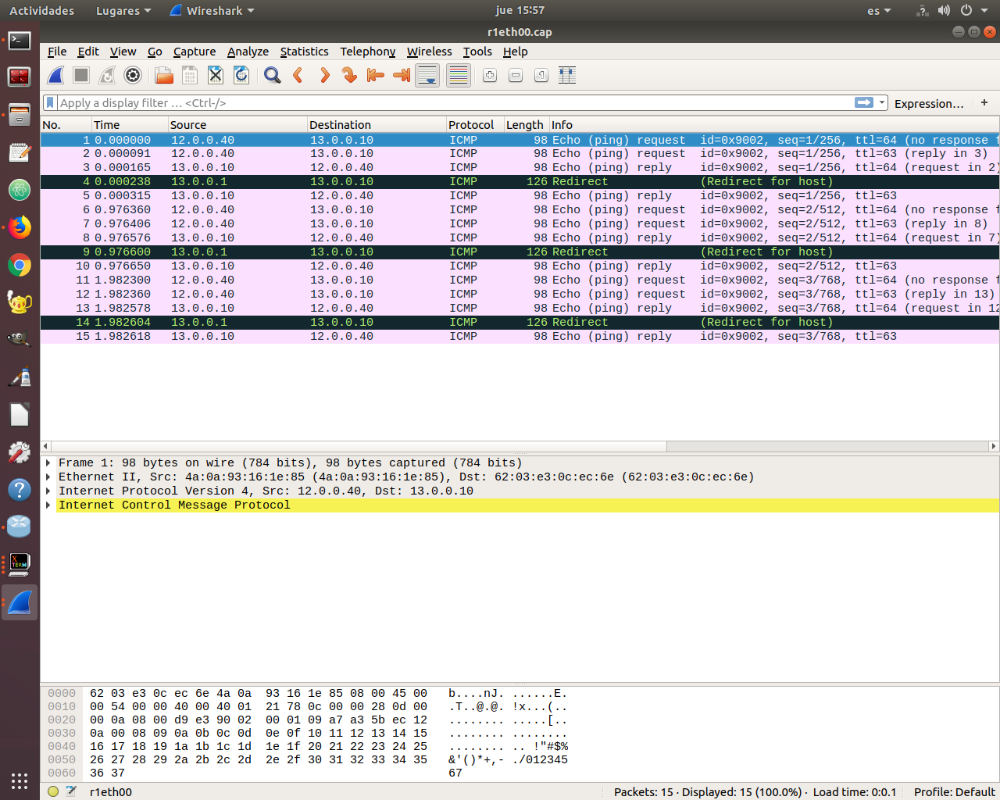 Actividades Lugares Wireshark jue 15:57 es
r1eth00.cap
File Edit View Go Capture Analyze Statistics Telephony Wireless Tools Help
Apply a display filter … <Ctrl-/> Expression… +
No. Time Source Destination Protocol Length Info
1 0.000000 12.0.0.40 13.0.0.10 ICMP 98 Echo (ping) request id=0x9002, seq=1/256, ttl=64 (no response f
2 0.000091 12.0.0.40 13.0.0.10 ICMP 98 Echo (ping) request id=0x9002, seq=1/256, ttl=63 (reply in 3)
3 0.000165 13.0.0.10 12.0.0.40 ICMP 98 Echo (ping) reply id=0x9002, seq=1/256, ttl=64 (request in 2)
4 0.000238 13.0.0.1 13.0.0.10 ICMP 126 Redirect (Redirect for host)
5 0.000315 13.0.0.10 12.0.0.40 ICMP 98 Echo (ping) reply id=0x9002, seq=1/256, ttl=63
6 0.976360 12.0.0.40 13.0.0.10 ICMP 98 Echo (ping) request id=0x9002, seq=2/512, ttl=64 (no response f
7 0.976406 12.0.0.40 13.0.0.10 ICMP 98 Echo (ping) request id=0x9002, seq=2/512, ttl=63 (reply in 8)
8 0.976576 13.0.0.10 12.0.0.40 ICMP 98 Echo (ping) reply id=0x9002, seq=2/512, ttl=64 (request in 7)
9 0.976600 13.0.0.1 13.0.0.10 ICMP 126 Redirect (Redirect for host)
10 0.976650 13.0.0.10 12.0.0.40 ICMP 98 Echo (ping) reply id=0x9002, seq=2/512, ttl=63
11 1.982300 12.0.0.40 13.0.0.10 ICMP 98 Echo (ping) request id=0x9002, seq=3/768, ttl=64 (no response f
12 1.982360 12.0.0.40 13.0.0.10 ICMP 98 Echo (ping) request id=0x9002, seq=3/768, ttl=63 (reply in 13)
13 1.982578 13.0.0.10 12.0.0.40 ICMP 98 Echo (ping) reply id=0x9002, seq=3/768, ttl=64 (request in 12
14 1.982604 13.0.0.1 13.0.0.10 ICMP 126 Redirect (Redirect for host)
15 1.982618 13.0.0.10 12.0.0.40 ICMP 98 Echo (ping) reply id=0x9002, seq=3/768, ttl=63
Frame 1: 98 bytes on wire (784 bits), 98 bytes captured (784 bits)
Ethernet II, Src: 4a:0a:93:16:1e:85 (4a:0a:93:16:1e:85), Dst: 62:03:e3:0c:ec:6e (62:03:e3:0c:ec:6e)
Internet Protocol Version 4, Src: 12.0.0.40, Dst: 13.0.0.10
Internet Control Message Protocol
0000 62 03 e3 0c ec 6e 4a 0a 93 16 1e 85 08 00 45 00 b....nJ. ......E.
0010 00 54 00 00 40 00 40 01 21 78 0c 00 00 28 0d 00 .T..@.@. !x...(..
0020 00 0a 08 00 d9 e3 90 02 00 01 09 a7 a3 5b ec 12 ........ .....[..
0030 0a 00 08 09 0a 0b 0c 0d 0e 0f 10 11 12 13 14 15 ........ ........
0040 16 17 18 19 1a 1b 1c 1d 1e 1f 20 21 22 23 24 25 ........ .. !"#$%
0050 26 27 28 29 2a 2b 2c 2d 2e 2f 30 31 32 33 34 35 &'()*+,- ./012345
0060 36 37 67
r1eth00 Packets: 15 · Displayed: 15 (100.0%) · Load time: 0:0.1 Profile: Default